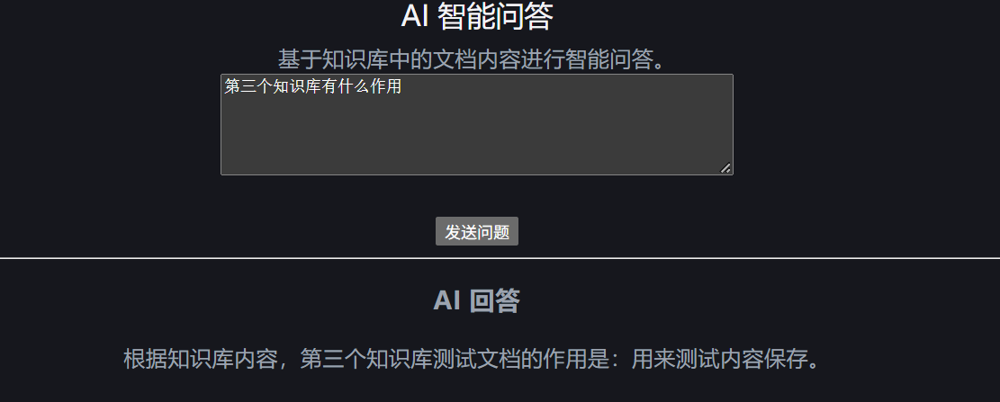 AI 智能问答
基于知识库中的文档内容进行智能问答。
第三个知识库有什么作用
发送问题
AI 回答
根据知识库内容，第三个知识库测试文档的作用是：用来测试内容保存。